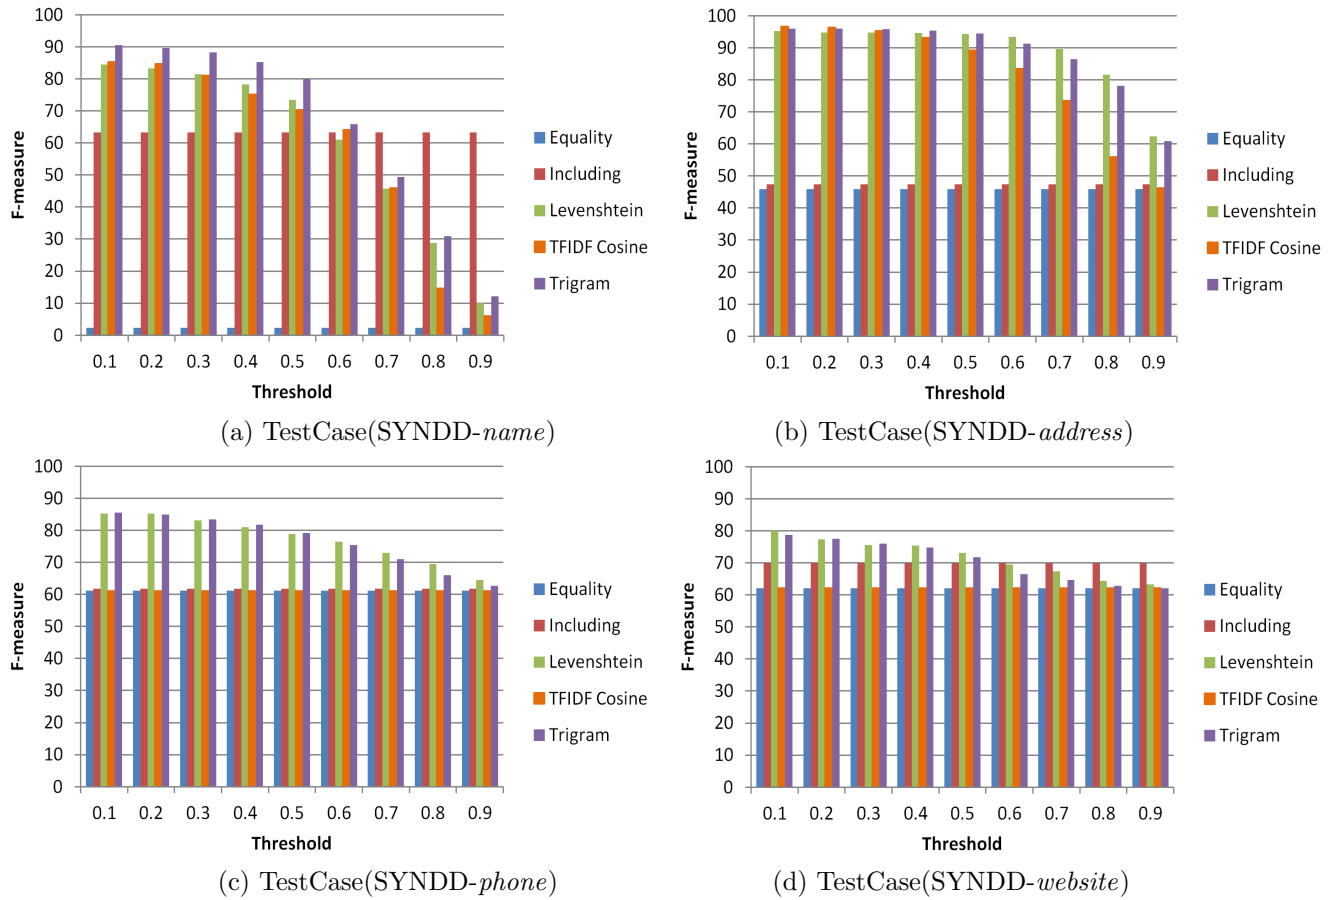 100
90
80
70
60
50
40
30
20
10
0
F-measure
0.1 0.2 0.3 0.4 0.5 0.6 0.7 0.8 0.9
Threshold
Equality
Including
Levenshtein
TFIDF Cosine
Trigram
(a) TestCase(SYNDD-name)
100
90
80
70
60
50
40
30
20
10
0
F-measure
0.1 0.2 0.3 0.4 0.5 0.6 0.7 0.8 0.9
Threshold
Equality
Including
Levenshtein
TFIDF Cosine
Trigram
(b) TestCase(SYNDD-address)
100
90
80
70
60
50
40
30
20
10
0
F-measure
0.1 0.2 0.3 0.4 0.5 0.6 0.7 0.8 0.9
Threshold
Equality
Including
Levenshtein
TFIDF Cosine
Trigram
(c) TestCase(SYNDD-phone)
100
90
80
70
60
50
40
30
20
10
0
F-measure
0.1 0.2 0.3 0.4 0.5 0.6 0.7 0.8 0.9
Threshold
Equality
Including
Levenshtein
TFIDF Cosine
Trigram
(d) TestCase(SYNDD-website)